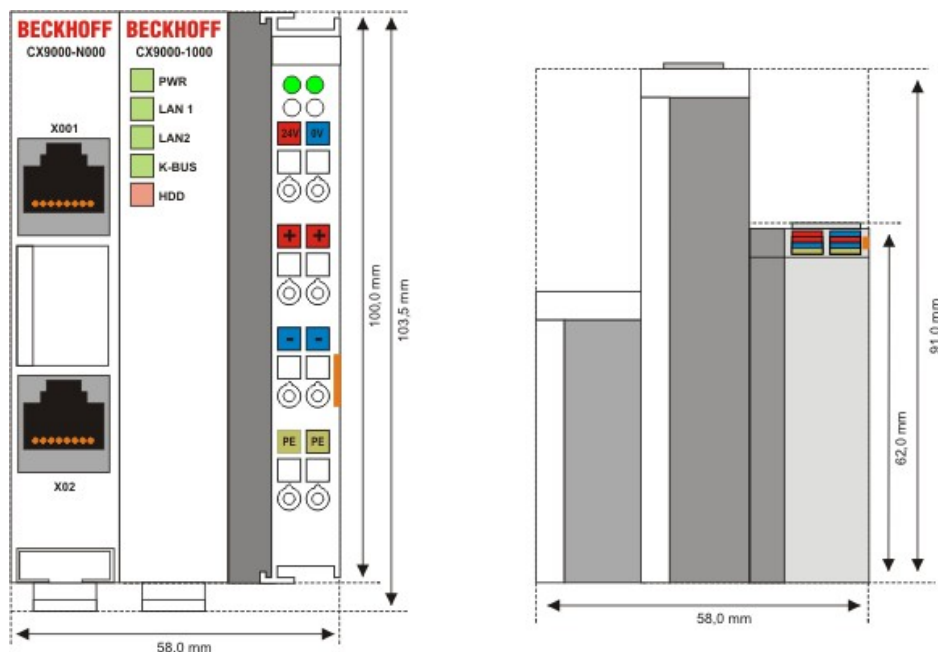 BECKHOFF
CX9000-N000
X001
X02
BECKHOFF
CX9000-1000
PWR
LAN 1
LAN2
K-BUS
HDD
24V 0V
+ +
- -
PE PE
100,0 mm
103,5 mm
58,0 mm
91,0 mm
62,0 mm
58,0 mm